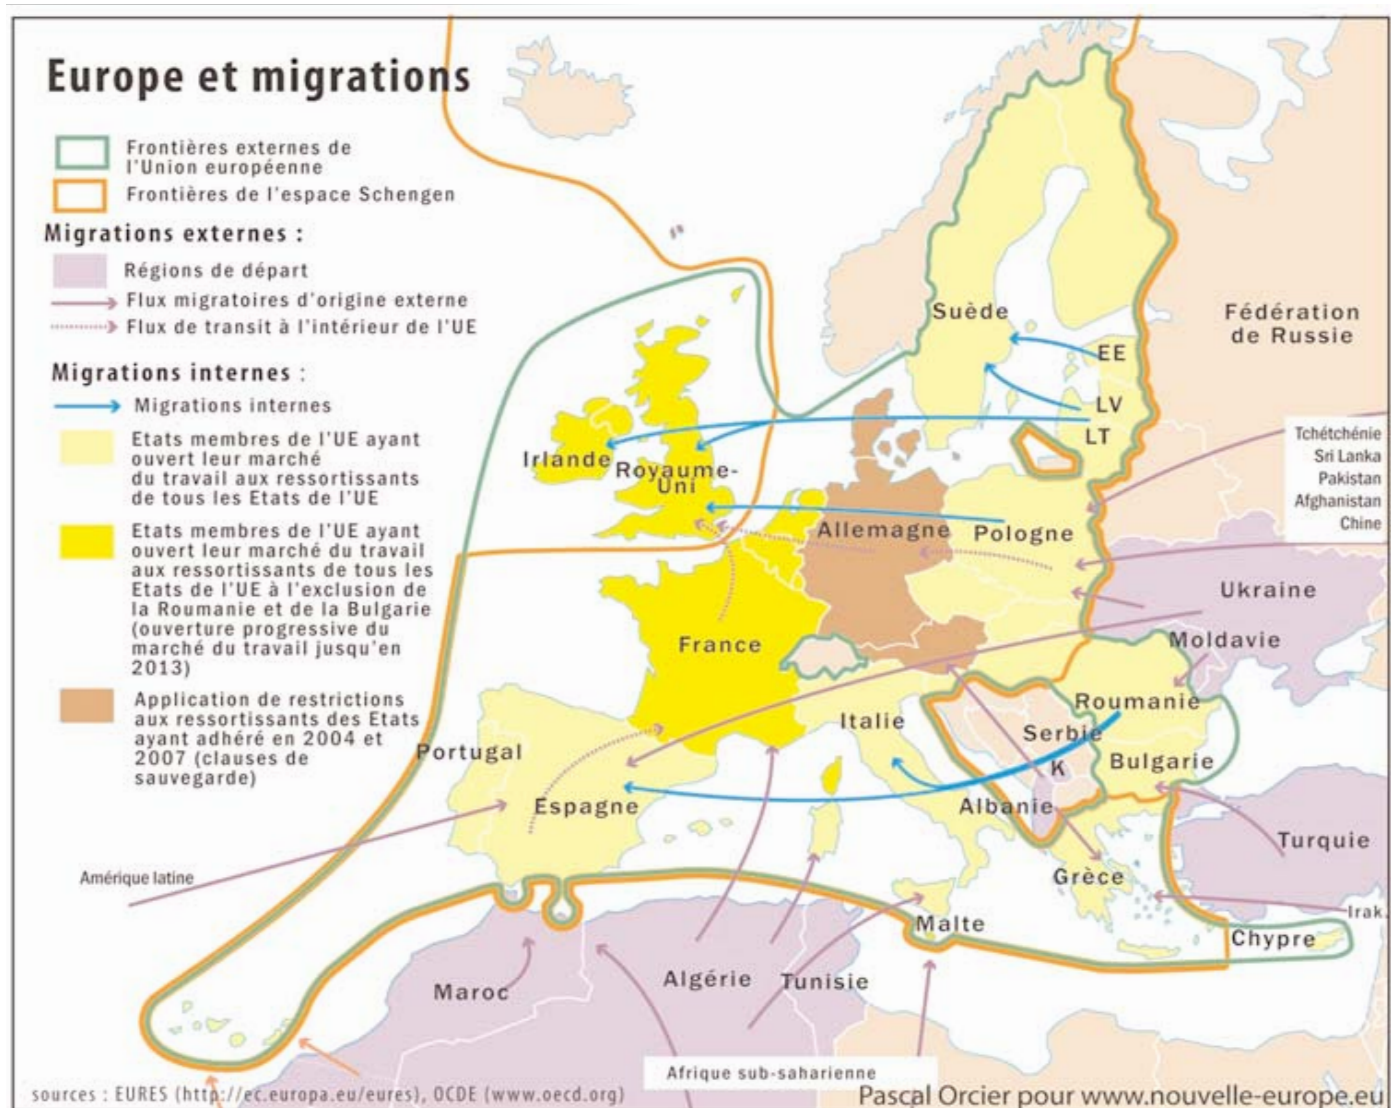 Europe et migrations
Frontières externes de
l'Union européenne
Frontières de l'espace Schengen
Migrations externes :
Régions de départ
Flux migratoires d'origine externe
Flux de transit à l'intérieur de l'UE
Migrations internes :
Migrations internes
Etats membres de l'UE ayant
ouvert leur marché
du travail aux ressortissants
de tous les Etats de l'UE
Etats membres de l'UE ayant
ouvert leur marché du travail
aux ressortissants de tous les
Etats de l'UE à l'exclusion de
la Roumanie et de la Bulgarie
(ouverture progressive du
marché du travail jusqu'en
2013)
Application de restrictions
aux ressortissants des Etats
ayant adhéré en 2004 et
2007 (clauses de
sauvegarde)
Suède
Fédération
de Russie
EE
LV
LT
Tchétchénie
Sri Lanka
Pakistan
Afghanistan
Chine
Irlande
Royaume-
Uni
Allemagne
Pologne
Ukraine
Moldavie
France
Roumanie
Italie
Serbie
Portugal
K
Bulgarie
Espagne
Albanie
Turquie
Amérique latine
Grèce
Irak
Malte
Chypre
Maroc
Algérie
Tunisie
Afrique sub-saharienne
sources : EURES (http://ec.europa.eu/eures), OCDE (www.oecd.org)
Pascal Orcier pour www.nouvelle-europe.eu